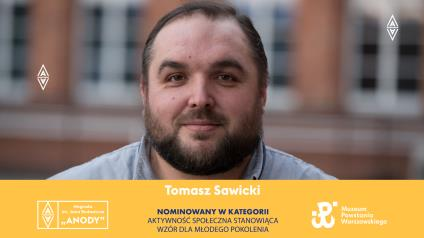 Tomasz Sawicki
NOMINOWANY W KATEGORII
AKTYWNOŚĆ SPOŁECZNA STANOWIĄCA
WZÓR DLA MŁODEGO POKOLENIA
„ANODY”
Muzeum
Powstania
Warszawskiego